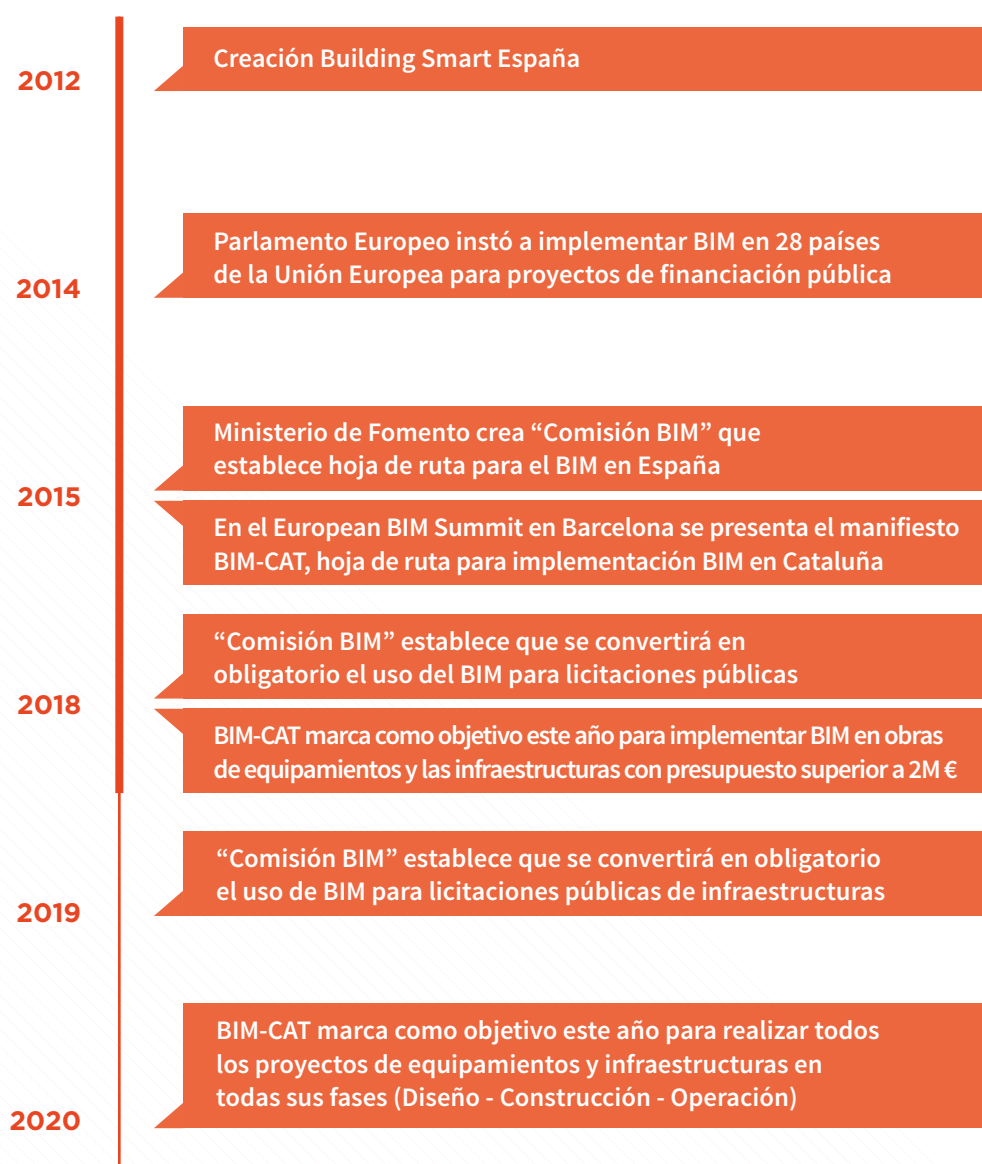 2012
Creación Building Smart España
2014
Parlamento Europeo instó a implementar BIM en 28 países
de la Unión Europea para proyectos de financiación pública
2015
Ministerio de Fomento crea “Comisión BIM” que
establece hoja de ruta para el BIM en España
En el European BIM Summit en Barcelona se presenta el manifiesto
BIM-CAT, hoja de ruta para implementación BIM en Cataluña
2018
“Comisión BIM” establece que se convertirá en
obligatorio el uso del BIM para licitaciones públicas
BIM-CAT marca como objetivo este año para implementar BIM en obras
de equipamientos y las infraestructuras con presupuesto superior a 2M €
2019
“Comisión BIM” establece que se convertirá en obligatorio
el uso de BIM para licitaciones públicas de infraestructuras
2020
BIM-CAT marca como objetivo este año para realizar todos
los proyectos de equipamientos y infraestructuras en
todas sus fases (Diseño - Construcción - Operación)